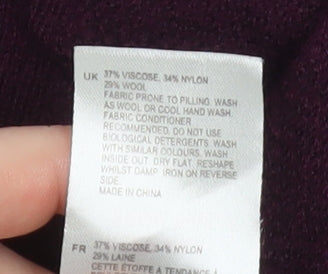 UK 37% VISCOSE, 34% NYLON
29% WOOL
FABRIC PRONE TO PILLING. WASH
AS WOOL OR COOL HAND WASH.
FABRIC CONDITIONER
RECOMMENDED. DO NOT USE
BIOLOGICAL DETERGENTS. WASH
WITH SIMILAR COLOURS. WASH
INSIDE OUT. DRY FLAT. RESHAPE
WHILST DAMP. IRON ON REVERSE
SIDE.
MADE IN CHINA
FR 37% VISCOSE, 34% NYLON
29% LAINE
CETTE ÉTOFFE A TENDANCE À